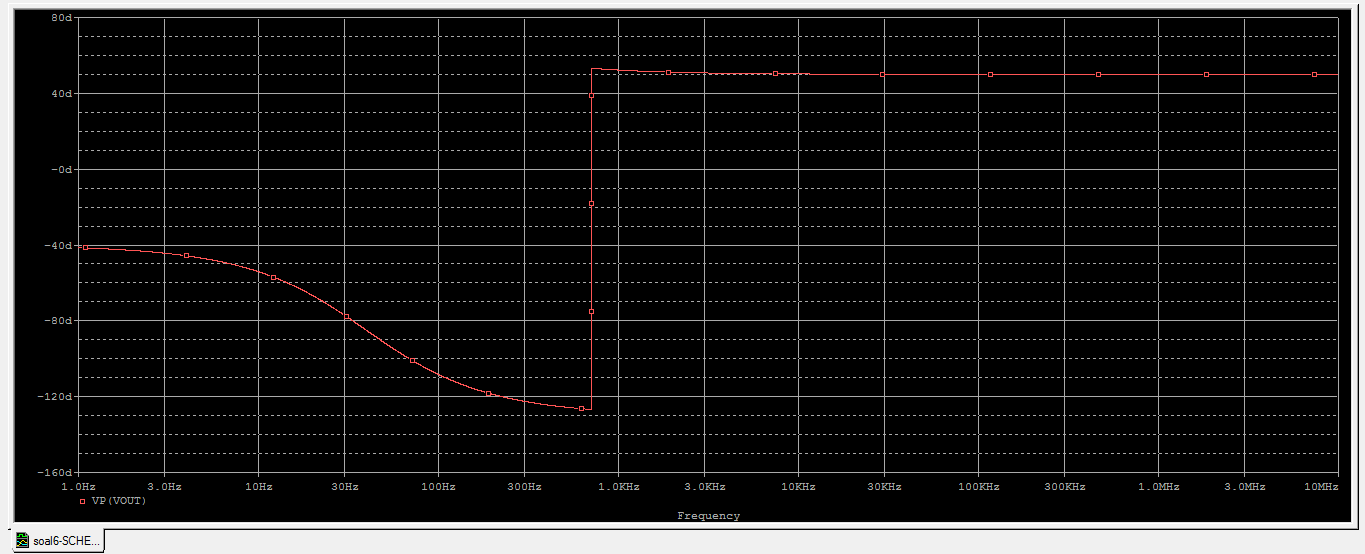 80d
40d
-0d
-40d
-80d
-120d
-160d
1.0Hz 3.0Hz 10Hz 30Hz 100Hz 300Hz 1.0KHz 3.0KHz 10KHz 30KHz 100KHz 300KHz 1.0MHz 3.0MHz 10MHz
VP(VOUT)
Frequency
soal6-SCHE...